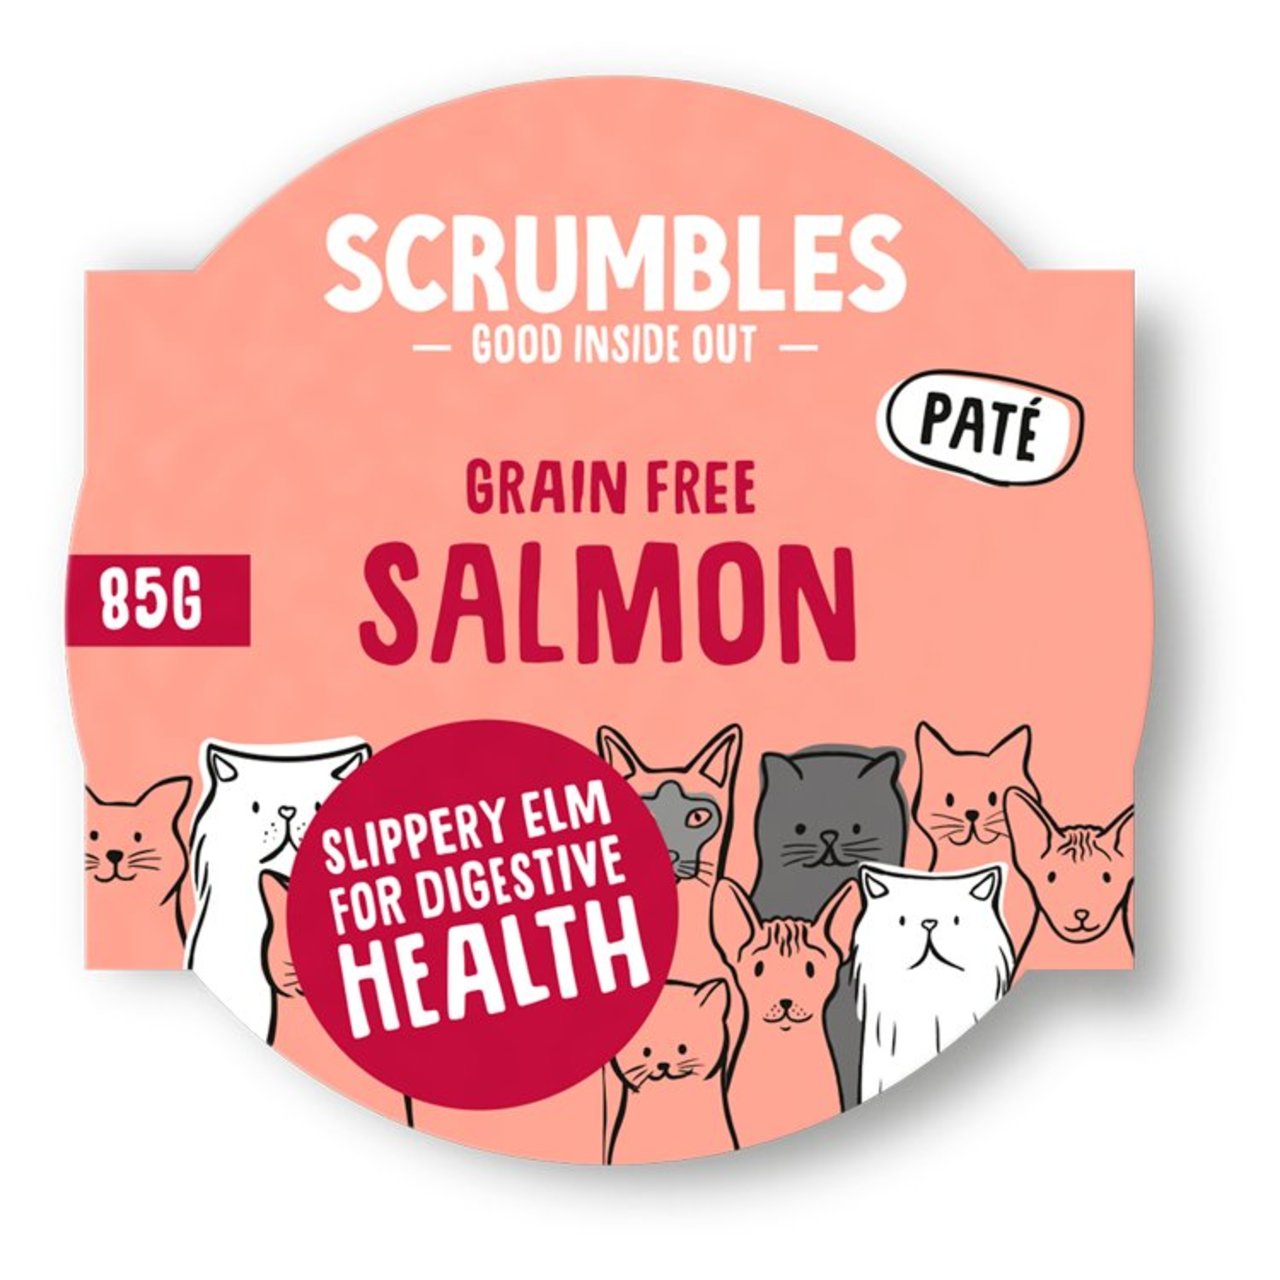 SCRUMBLES
— GOOD INSIDE OUT —
PATÉ
GRAIN FREE
SALMON
85G
SLIPPERY ELM
FOR DIGESTIVE
HEALTH